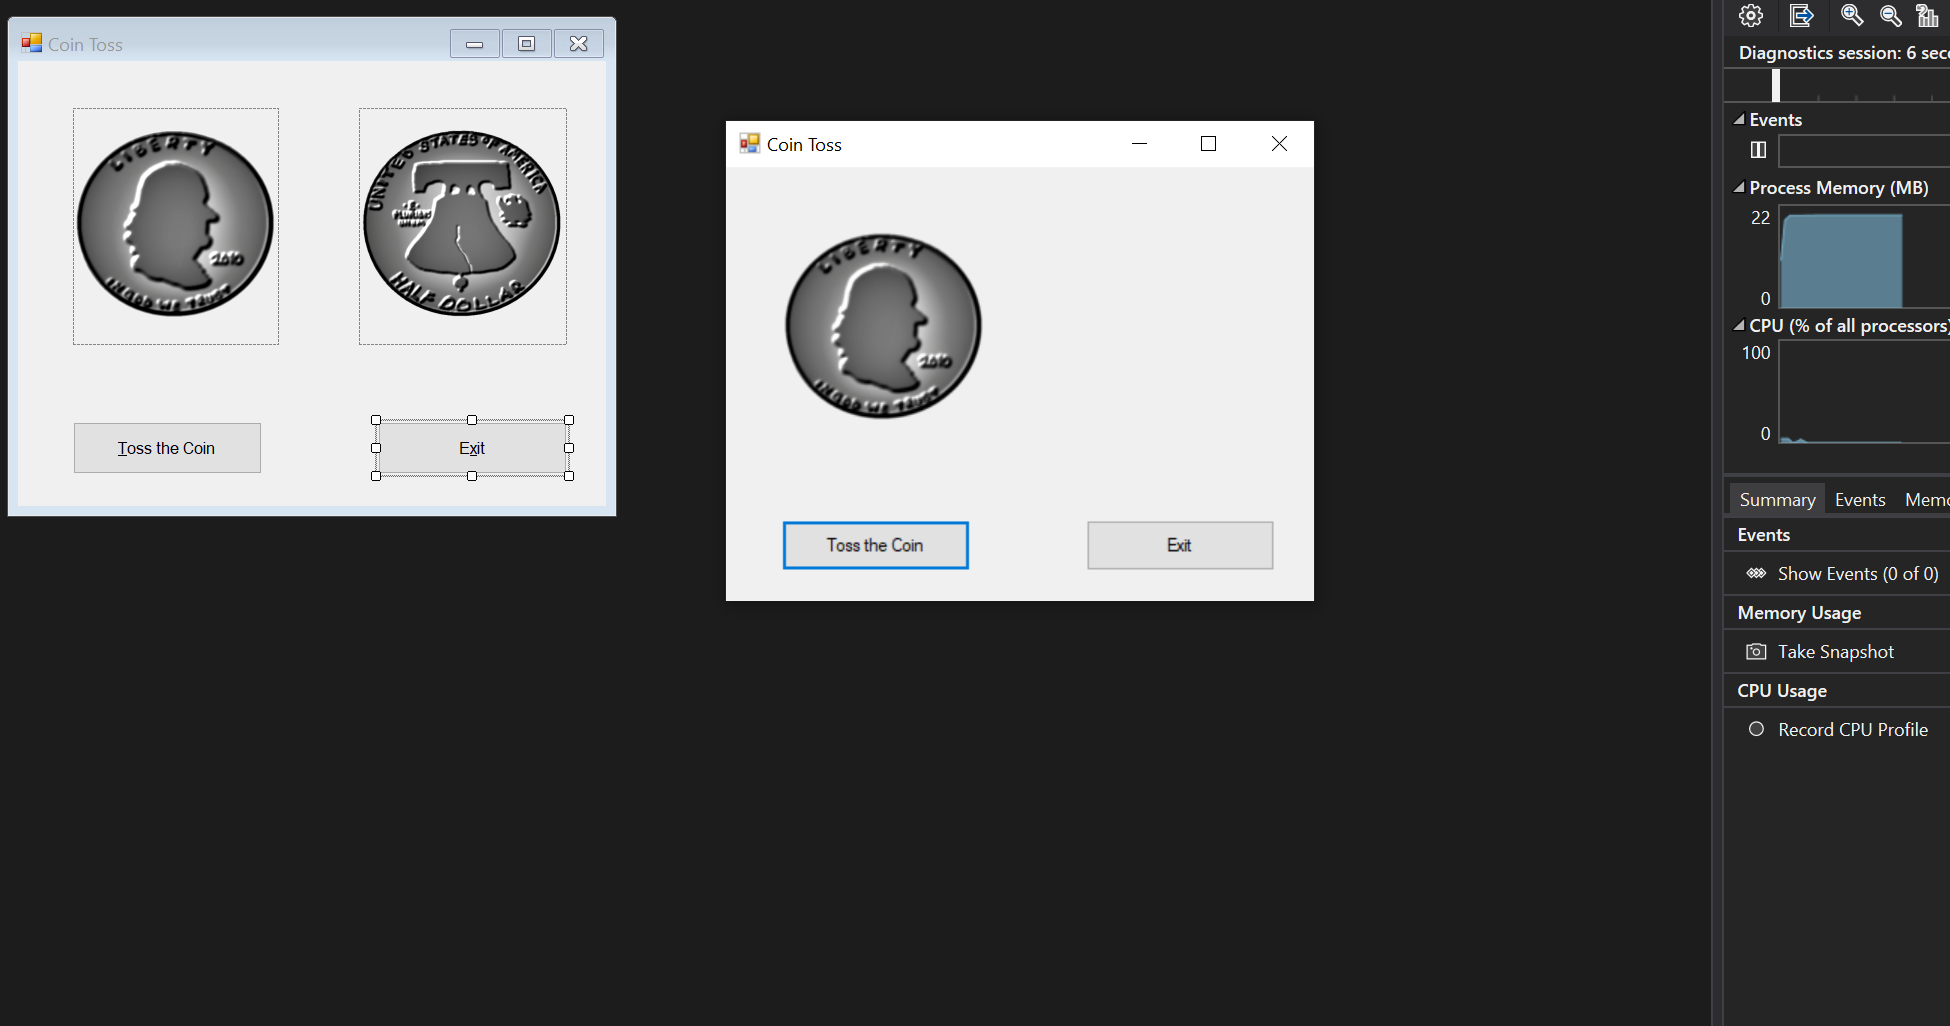 Coin Toss
LIBERTY
2010
IN GOD WE TRUST
UNITED STATES OF AMERICA
E PLURIBUS UNUM
HALF DOLLAR
Toss the Coin
Exit
Coin Toss
LIBERTY
2010
IN GOD WE TRUST
Toss the Coin
Exit
Diagnostics session: 6 sec
Events
Process Memory (MB)
22
0
CPU (% of all processors)
100
0
Summary
Events
Memo
Events
Show Events (0 of 0)
Memory Usage
Take Snapshot
CPU Usage
Record CPU Profile